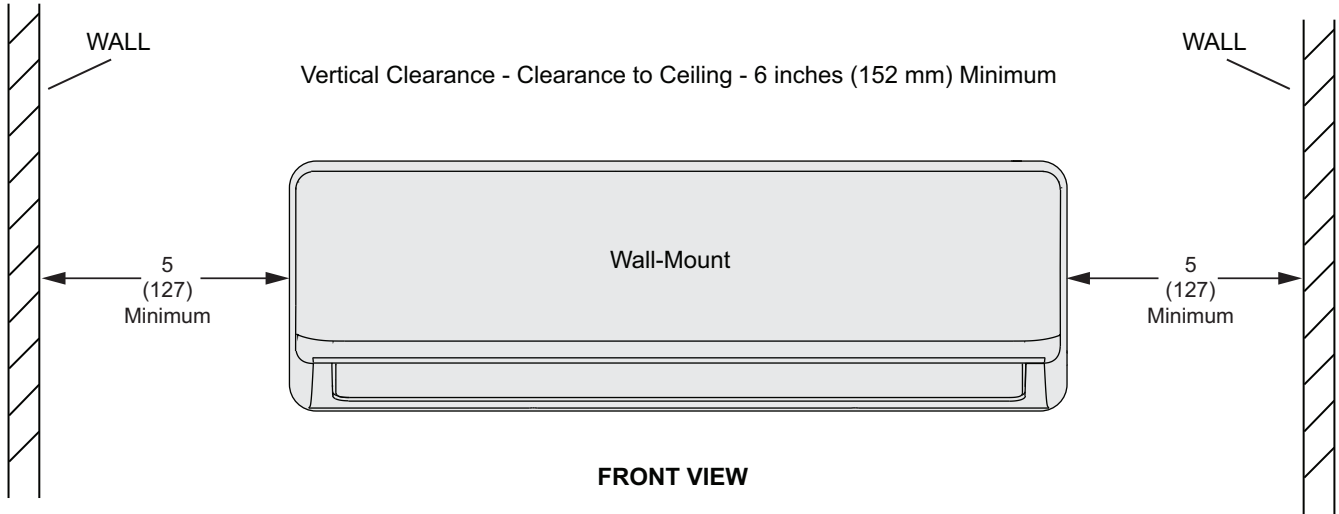 WALL
WALL
Vertical Clearance - Clearance to Ceiling - 6 inches (152 mm) Minimum
Wall-Mount
5
(127)
Minimum
5
(127)
Minimum
FRONT VIEW